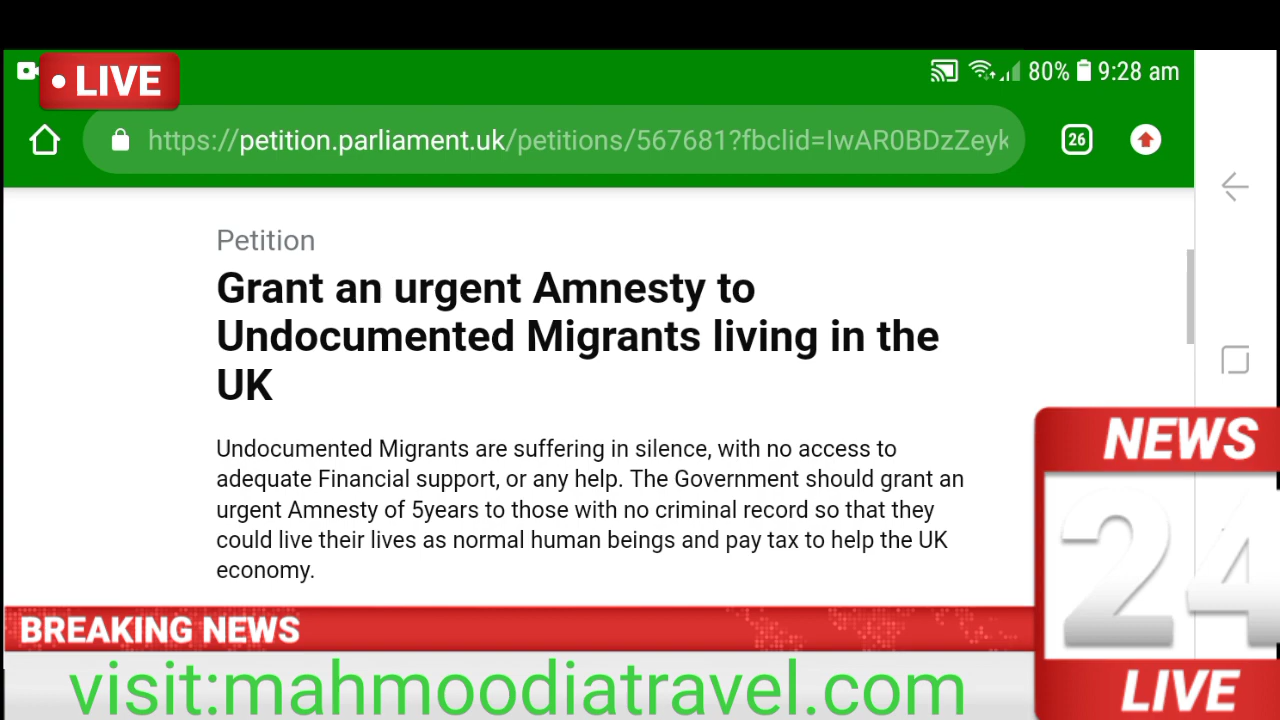 80% 9:28 am
• LIVE
https://petition.parliament.uk/petitions/567681?fbclid=IwAR0BDzZeyk
26
Petition
Grant an urgent Amnesty to
Undocumented Migrants living in the
UK
Undocumented Migrants are suffering in silence, with no access to
adequate Financial support, or any help. The Government should grant an
urgent Amnesty of 5years to those with no criminal record so that they
could live their lives as normal human beings and pay tax to help the UK
economy.
NEWS
24
LIVE
BREAKING NEWS
visit:mahmoodiatravel.com